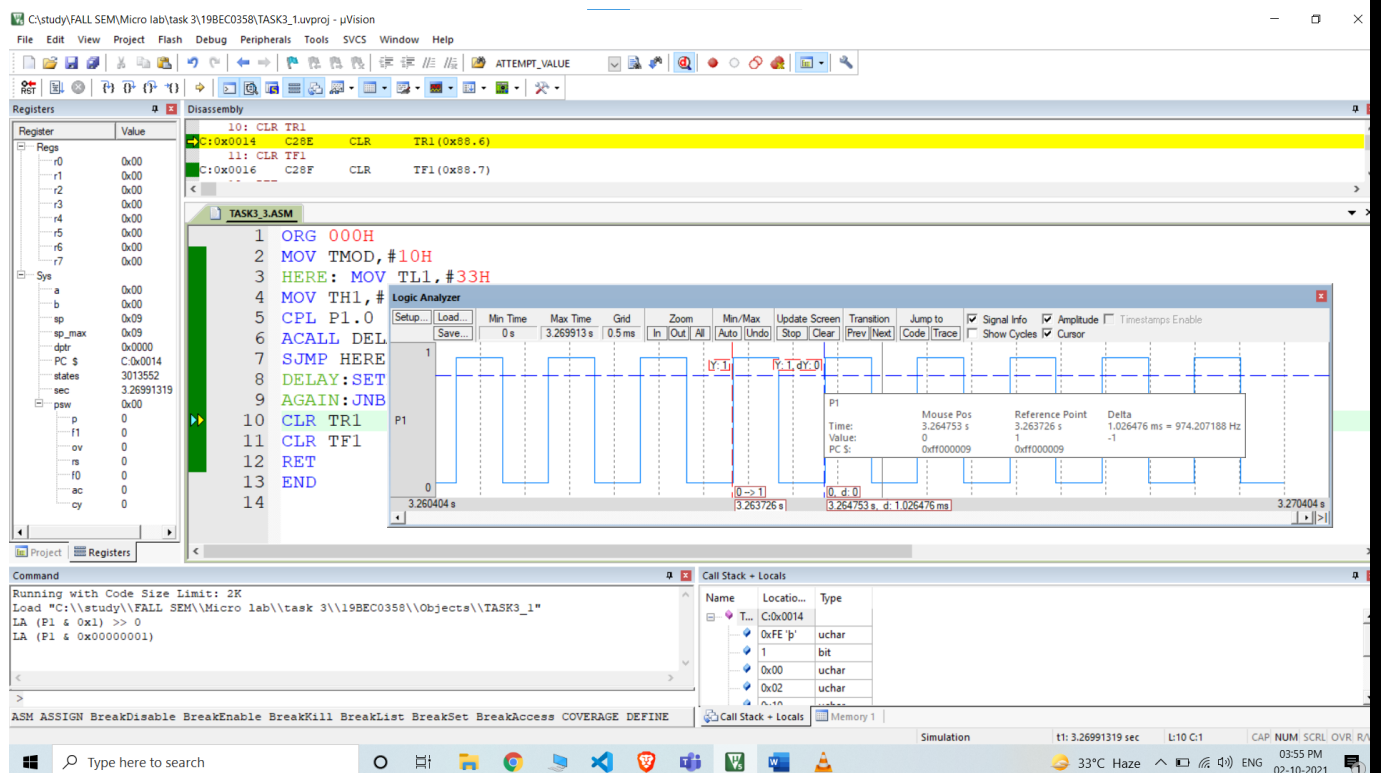 C:\study\FALL SEM\Micro lab\task 3\19BEC0358\TASK3_1.uvproj - µVision
File Edit View Project Flash Debug Peripherals Tools SVCS Window Help
ATTEMPT_VALUE
Registers
Register Value
Regs
r0 0x00
r1 0x00
r2 0x00
r3 0x00
r4 0x00
r5 0x00
r6 0x00
r7 0x00
Sys
a 0x00
b 0x00
sp 0x09
sp_max 0x09
dptr 0x0000
PC $ C:0x0014
states 3013552
sec 3.26991319
psw 0x00
p 0
f1 0
ov 0
rs 0
f0 0
ac 0
cy 0
Project Registers
Disassembly
10: CLR TR1
C:0x0014 C28E CLR TR1(0x88.6)
11: CLR TF1
C:0x0016 C28F CLR TF1(0x88.7)
TASK3_3.ASM
1 ORG 000H
2 MOV TMOD,#10H
3 HERE: MOV TL1,#33H
4 MOV TH1,#
5 CPL P1.0
6 ACALL DEL
7 SJMP HERE
8 DELAY:SET
9 AGAIN:JNB
10 CLR TR1
11 CLR TF1
12 RET
13 END
14
Logic Analyzer
Setup... Load... Min Time Max Time Grid Zoom Min/Max Update Screen Transition Jump to Signal Info Amplitude Timestamps Enable
Save... 0 s 3.269913 s 0.5 ms In Out All Auto Undo Stop Clear Prev Next Code Trace Show Cycles Cursor
1
Y: 1 Y: 1, dY: 0
P1
P1
Mouse Pos Reference Point Delta
Time: 3.264753 s 3.263726 s 1.026476 ms = 974.207188 Hz
Value: 0 1 -1
PC $: 0xff000009 0xff000009
0
0 --> 1 0, d: 0
3.260404 s 3.263726 s 3.264753 s, d: 1.026476 ms 3.270404 s
Command
Running with Code Size Limit: 2K
Load "C:\\study\\FALL SEM\\Micro lab\\task 3\\19BEC0358\\Objects\\TASK3_1"
LA (P1 & 0x1) >> 0
LA (P1 & 0x00000001)
>
ASM ASSIGN BreakDisable BreakEnable BreakKill BreakList BreakSet BreakAccess COVERAGE DEFINE
Call Stack + Locals
Name Locatio... Type
T... C:0x0014
0xFE 'þ' uchar
1 bit
0x00 uchar
0x02 uchar
Call Stack + Locals Memory 1
Simulation t1: 3.26991319 sec L:10 C:1 CAP NUM SCRL OVR
Type here to search
33°C Haze ENG 03:55 PM
02-10-2021